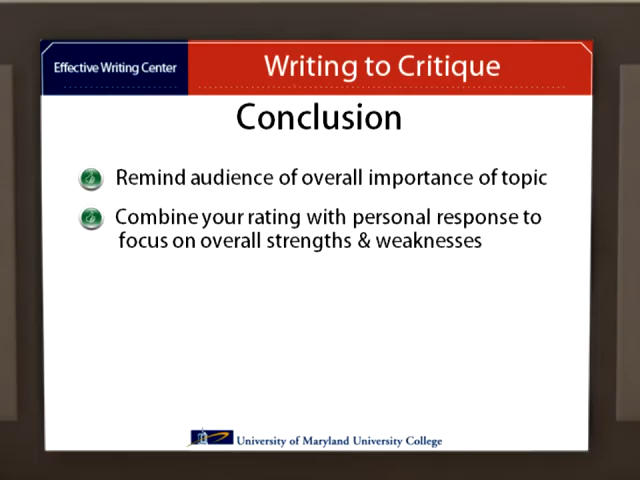 Effective Writing Center
Writing to Critique
Conclusion
Remind audience of overall importance of topic
Combine your rating with personal response to
focus on overall strengths & weaknesses
University of Maryland University College